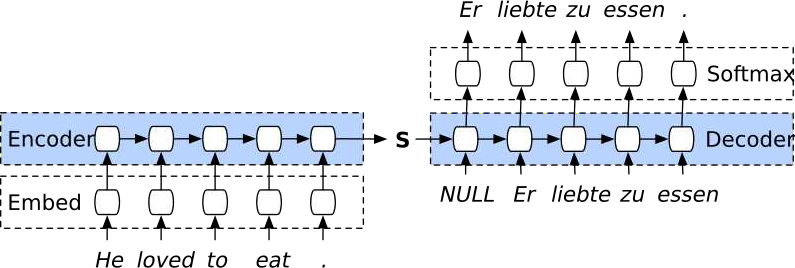 Er liebte zu essen .
Softmax
Encoder
S
Decoder
NULL Er liebte zu essen
Embed
He loved to eat .